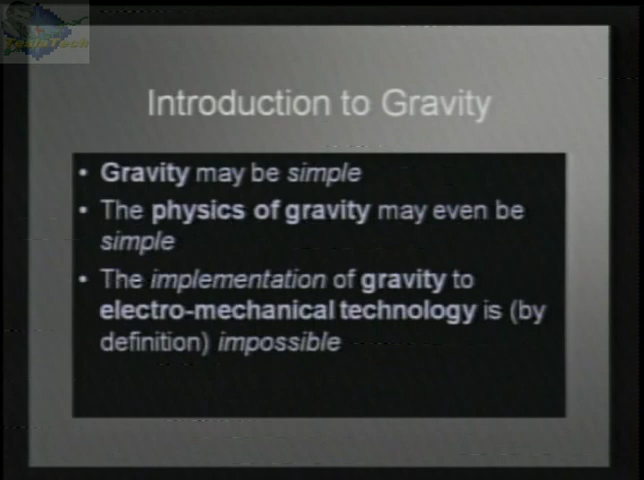 TeslaTech
Introduction to Gravity
• Gravity may be simple
• The physics of gravity may even be
simple
• The implementation of gravity to
electro-mechanical technology is (by
definition) impossible